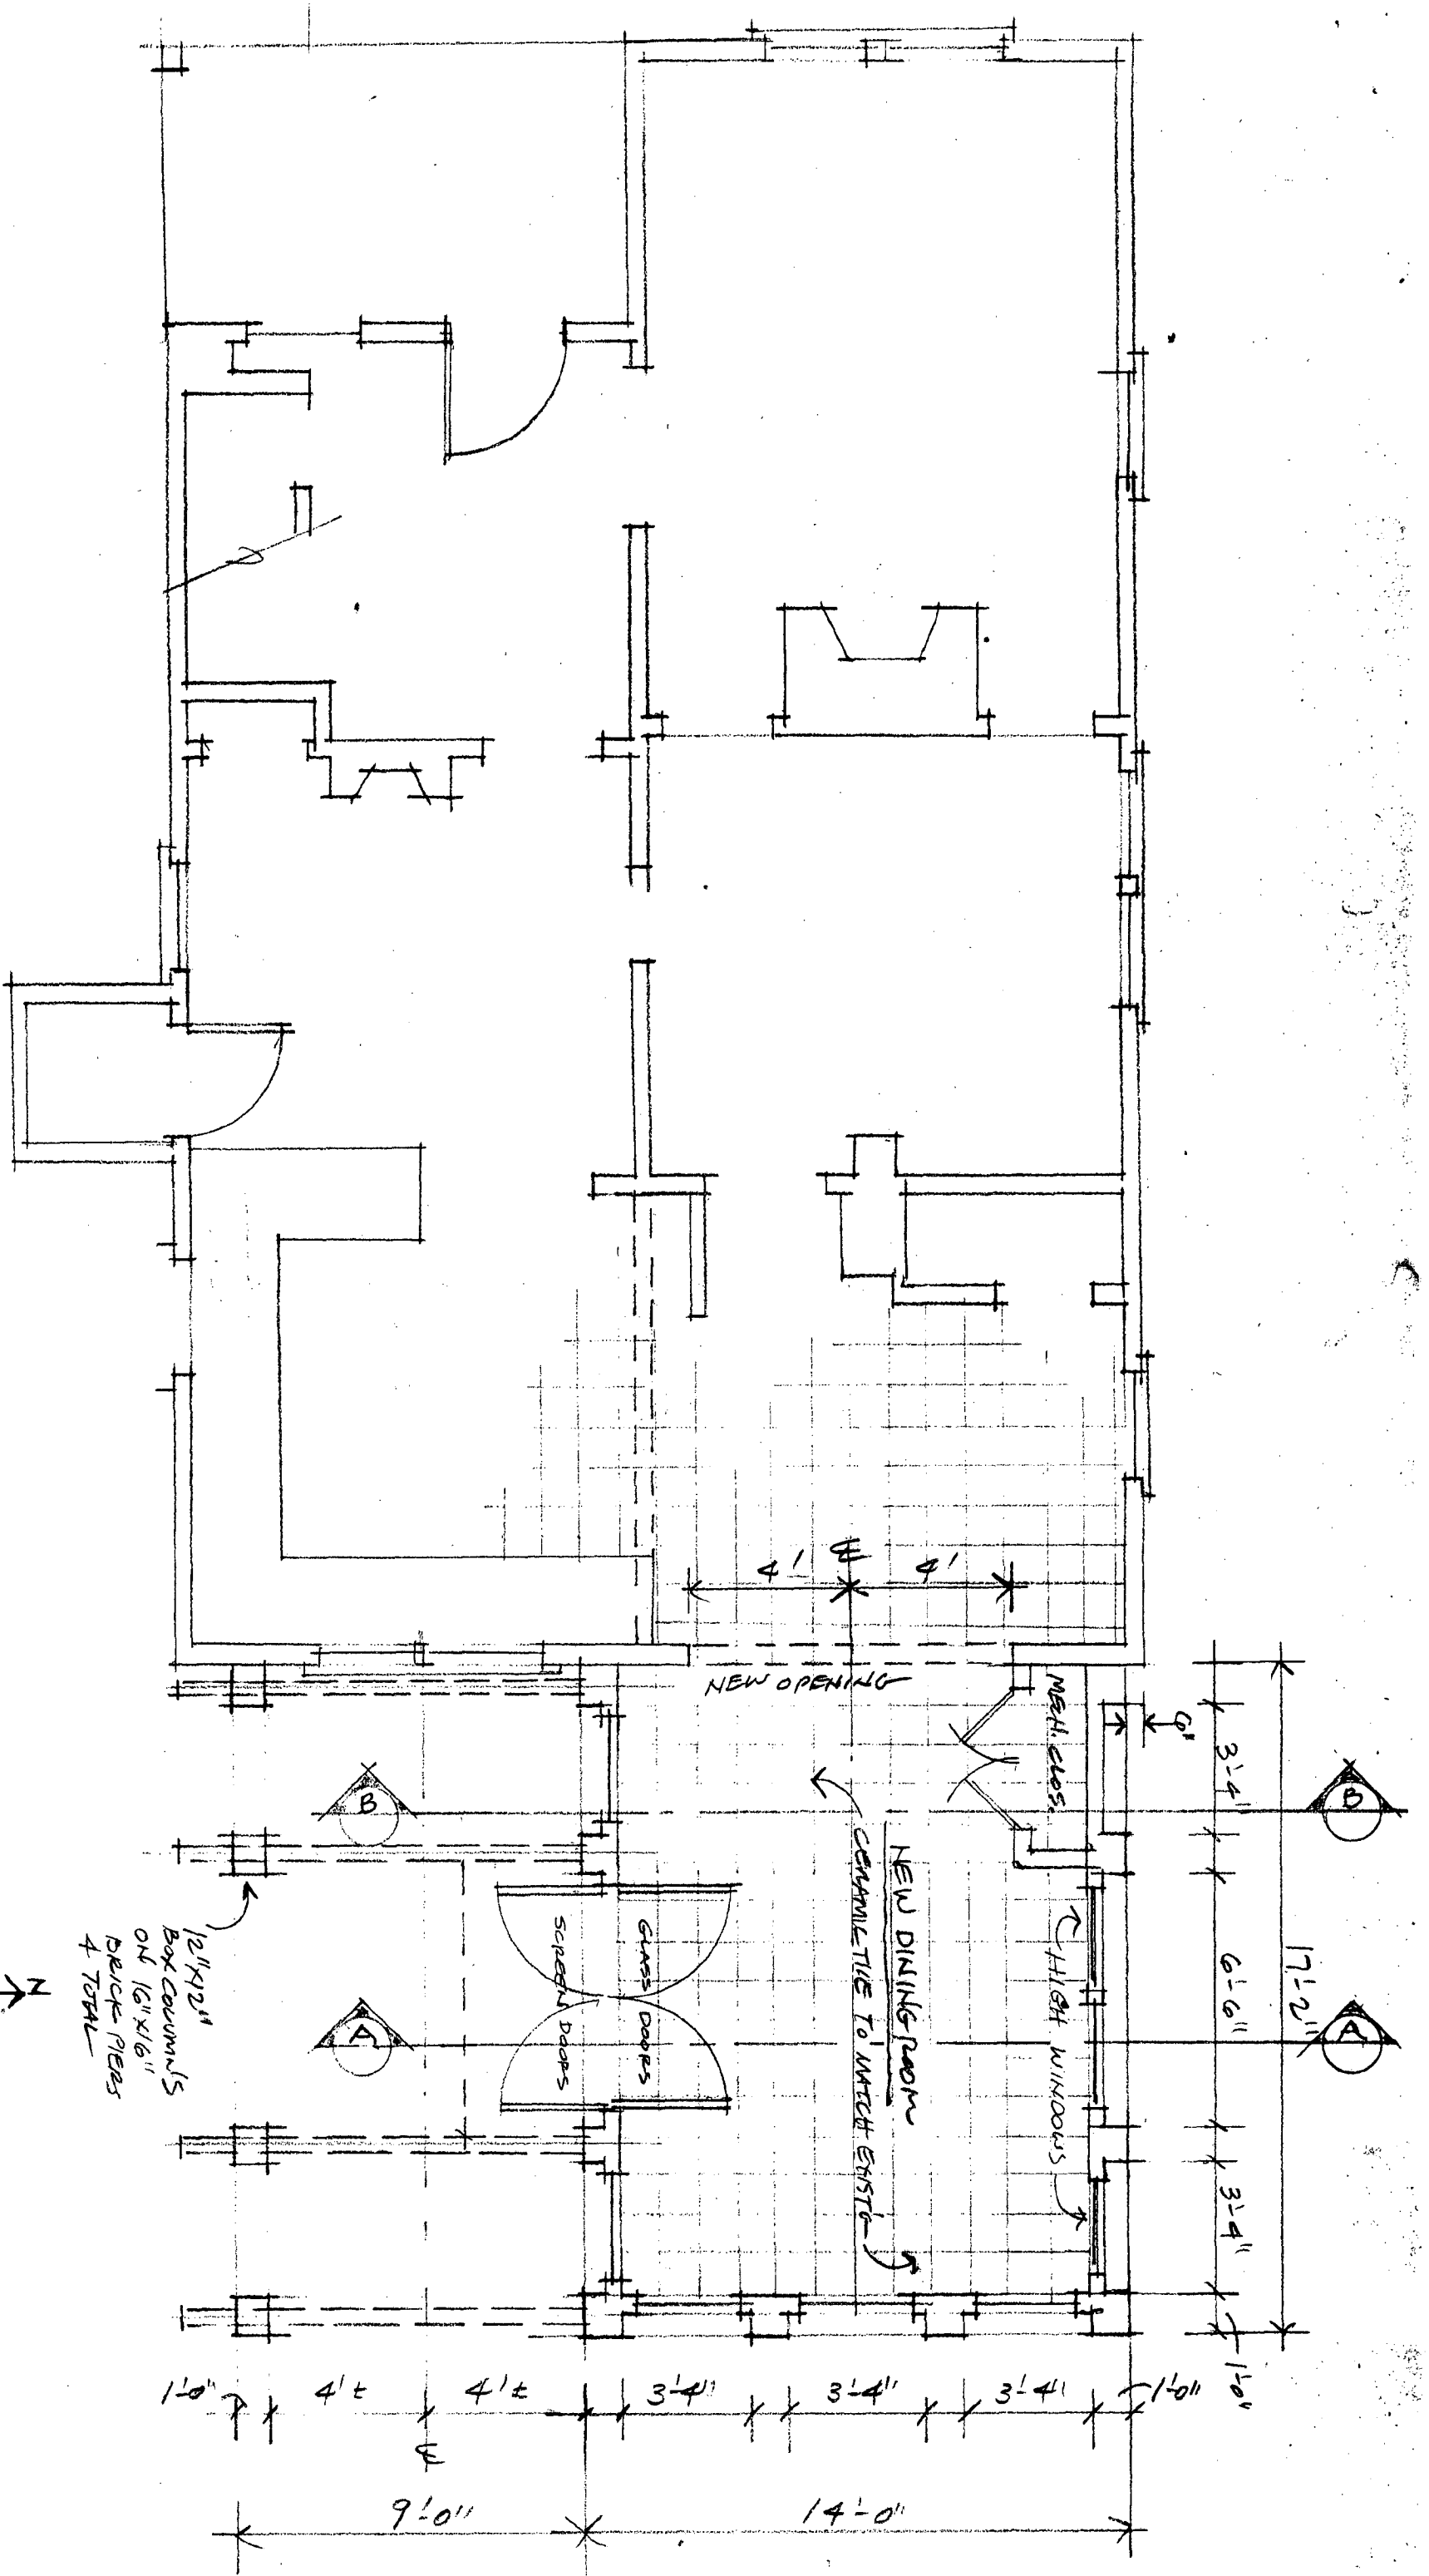 4'
4'
NEW OPENING
MECH. CLOS.
6"
3'-4"
B
B
17'-2"
NEW DINING ROOM
CERAMIC TILE TO MATCH EXIST'G
HIGH WINDOWS
6'-6"
GLASS DOORS
SCREEN DOORS
A
A
12"X12"
BOX COLUMNS
ON 16"X16"
BRICK PIERS
4 TOTAL
N
3'-4"
1'-0"
1'-0"
4'±
4'±
3'-4"
3'-4"
3'-4"
1'-0"
9'-0"
14'-0"